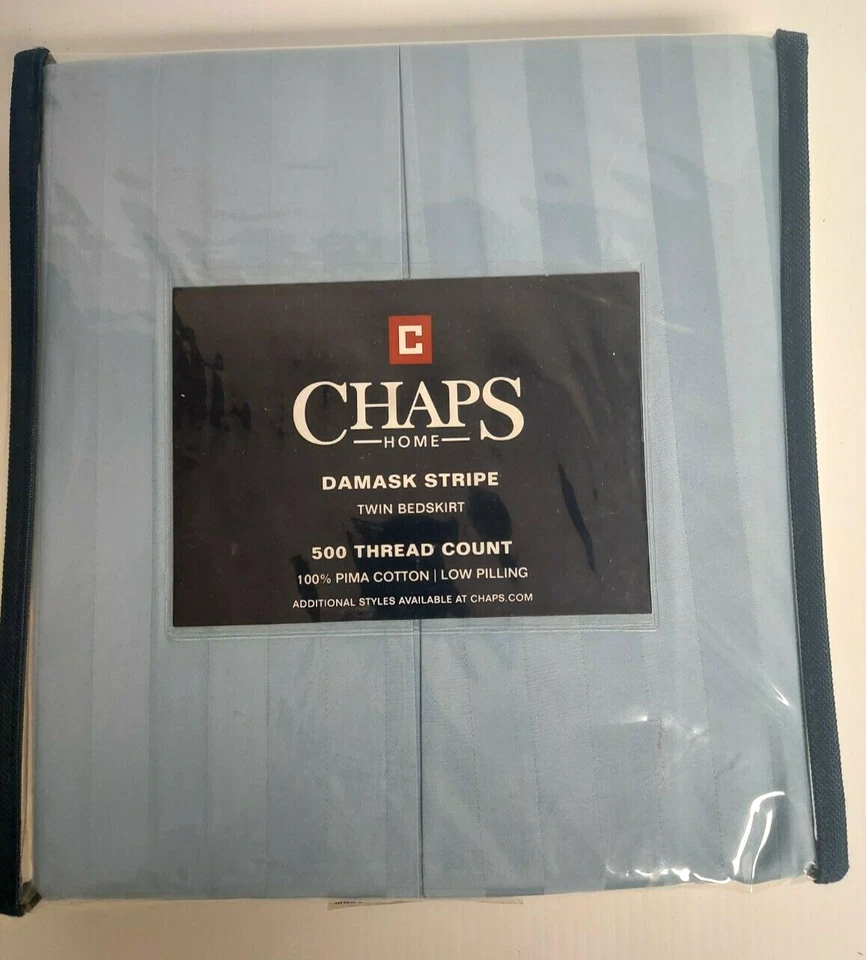 C
CHAPS
HOME
DAMASK STRIPE
TWIN BEDSKIRT
500 THREAD COUNT
100% PIMA COTTON | LOW PILLING
ADDITIONAL STYLES AVAILABLE AT CHAPS.COM